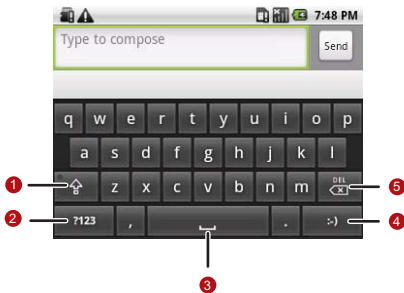 7:48 PM
Type to compose
Send
q w e r t y u i o p
a s d f g h j k l
1 z x c v b n m DEL 5
2 ?123 , . :-) 4
3